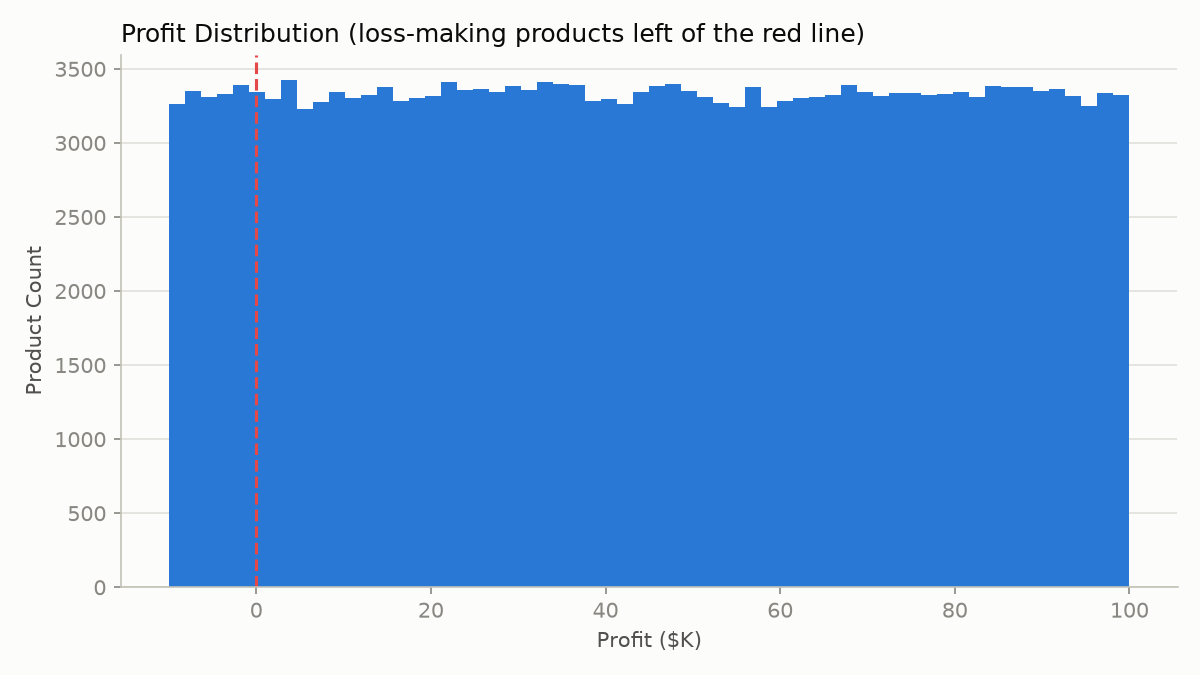 Profit Distribution (loss-making products left of the red line)
3500
3000
2500
2000
1500
1000
500
0
Product Count
0 20 40 60 80 100
Profit ($K)